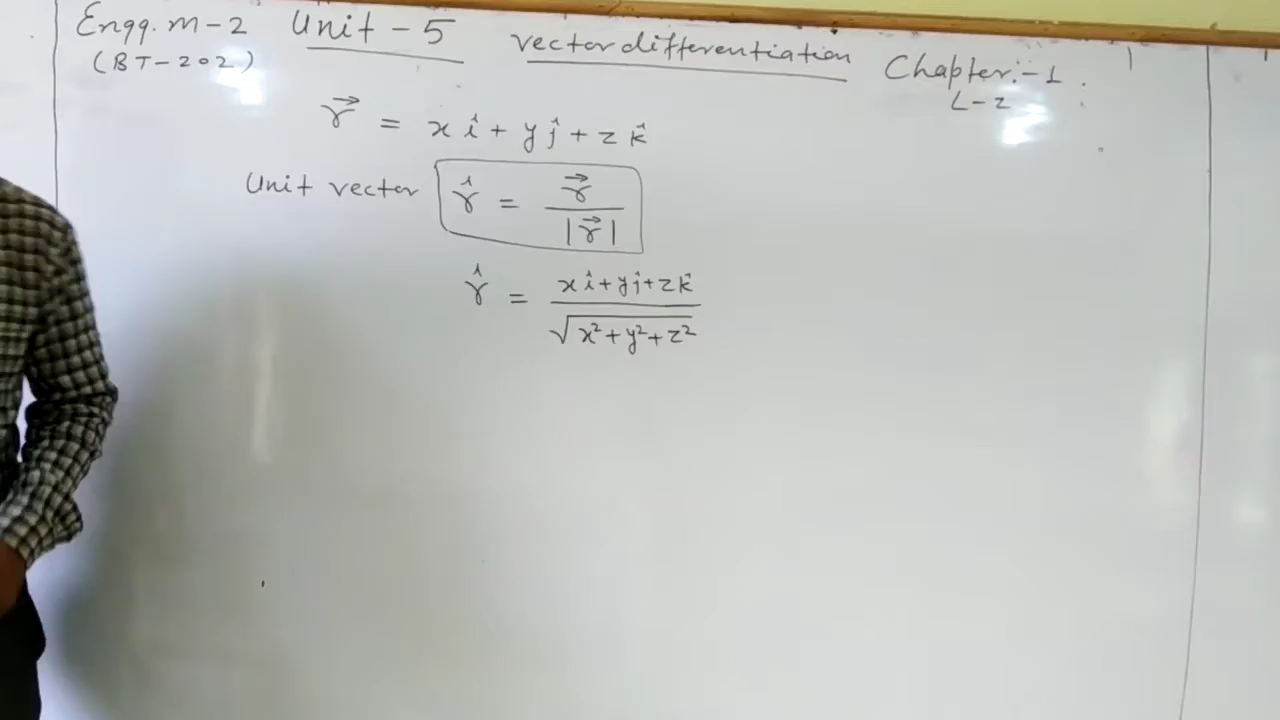 Engg. M-2 Unit - 5 vector differentiation Chapter:-1.
(BT-202) L-2
r⃗ = x î + y ĵ + z k̂
Unit vector r̂ = r⃗ / |r⃗|
r̂ = x î + y ĵ + z k̂ / √x² + y² + z²